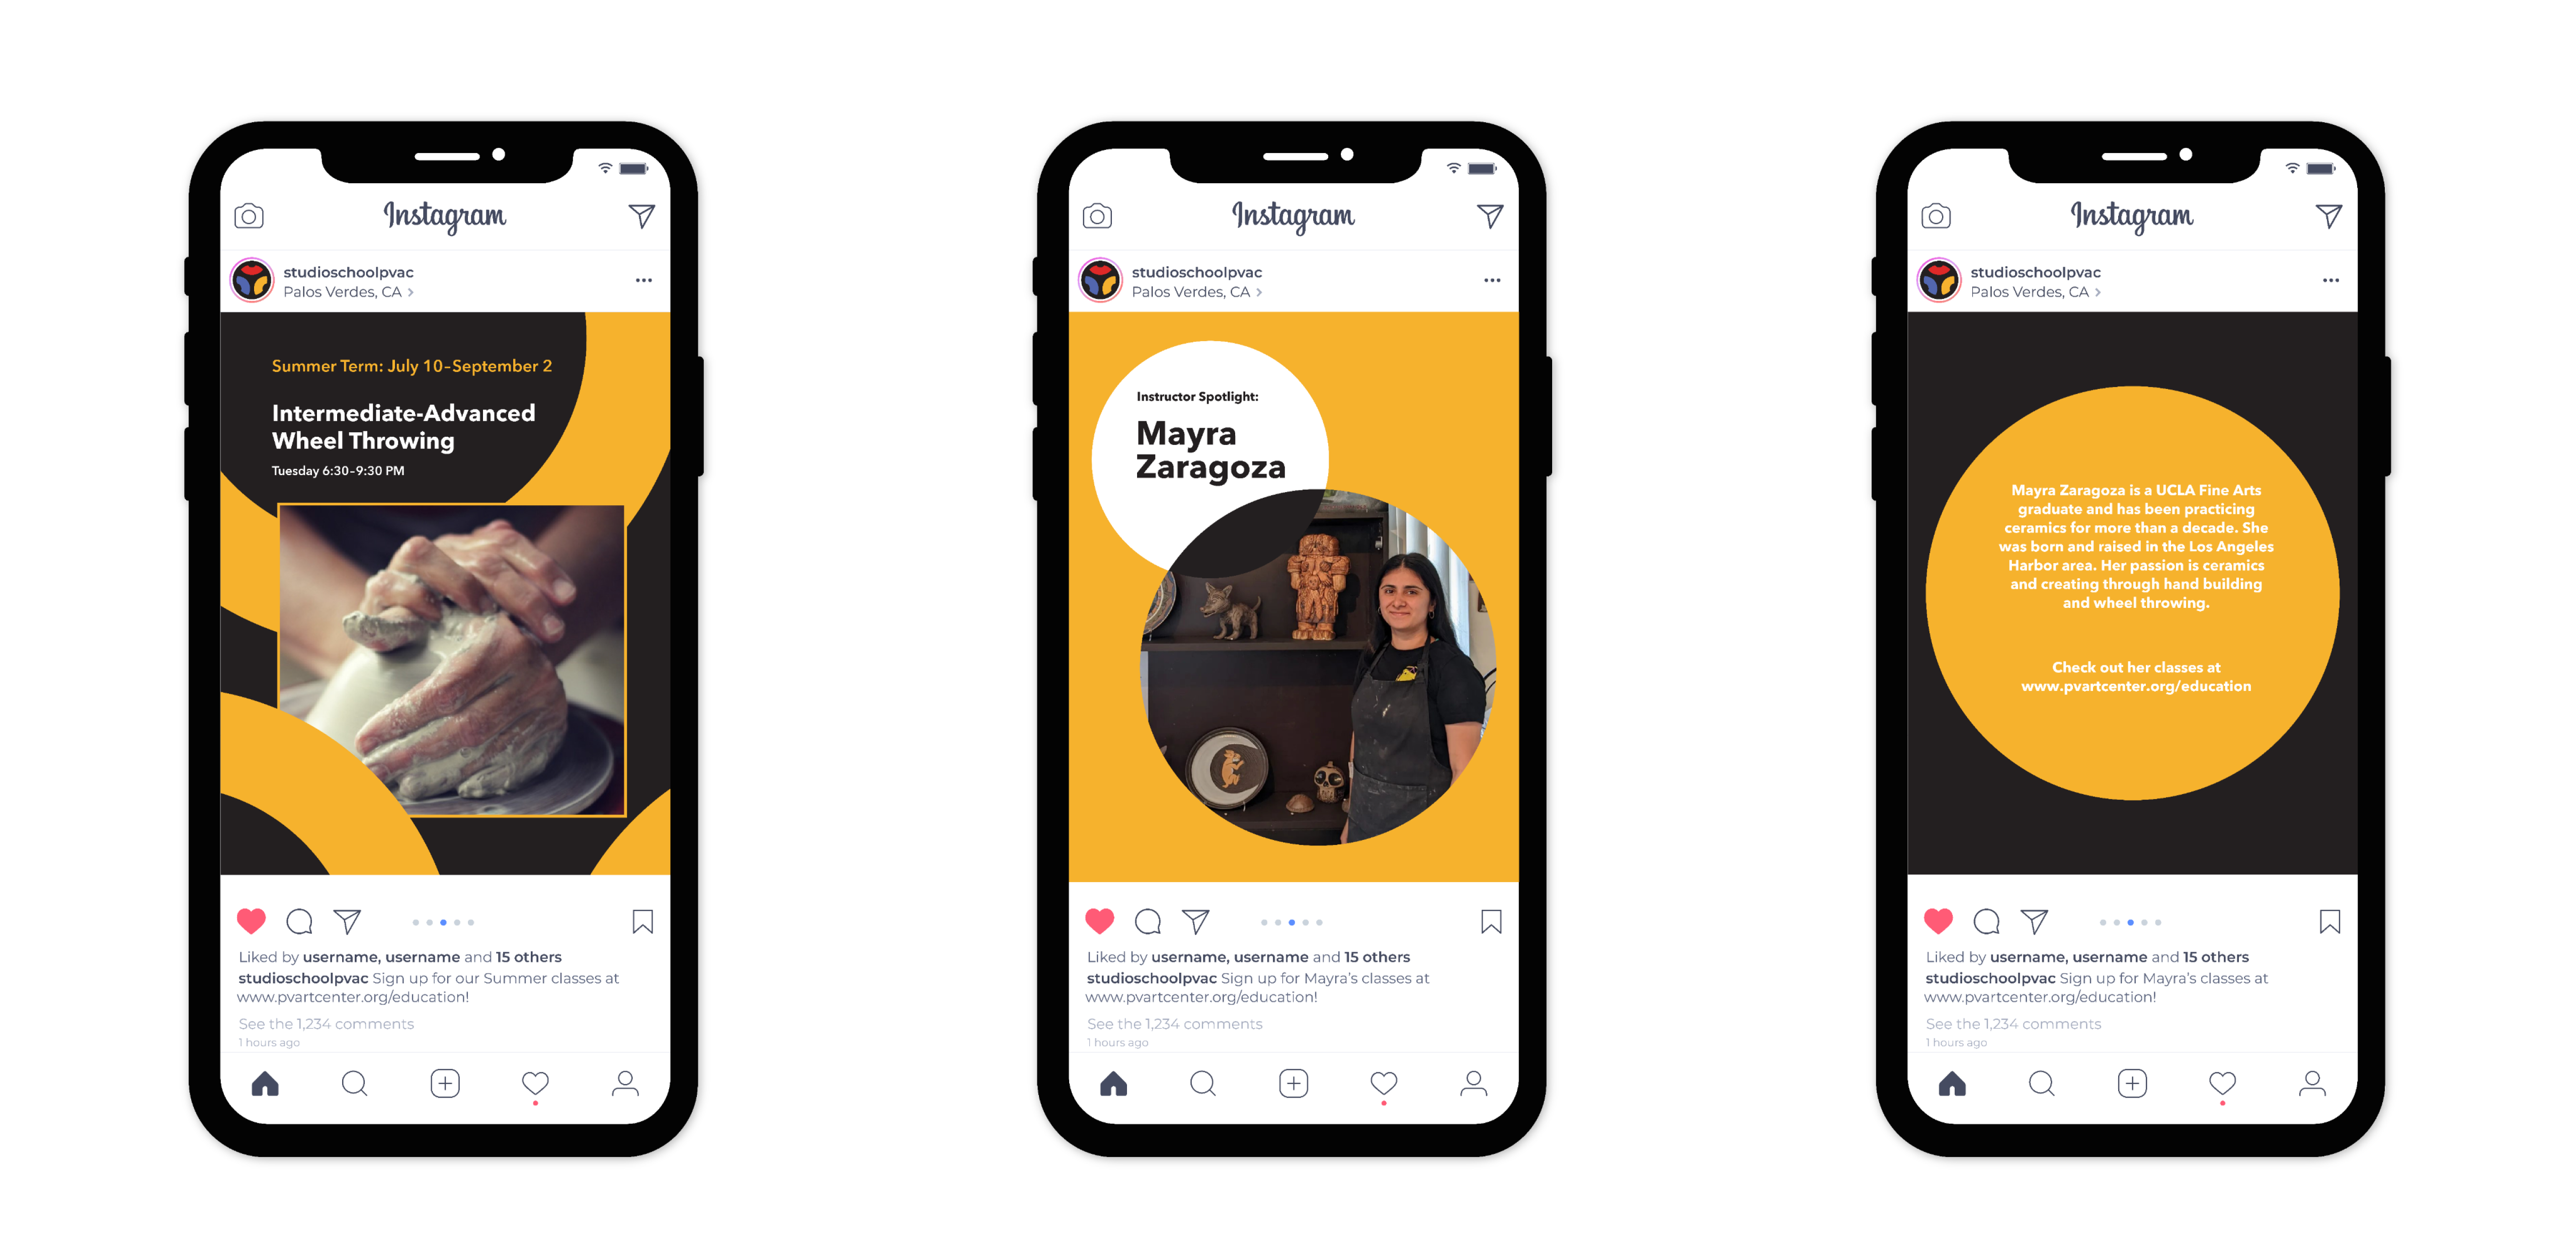 Instagram
studioschoolpvac
Palos Verdes, CA >
Summer Term: July 10–September 2
Intermediate-Advanced
Wheel Throwing
Tuesday 6:30–9:30 PM
Liked by username, username and 15 others
studioschoolpvac Sign up for our Summer classes at
www.pvartcenter.org/education!
See the 1,234 comments
1 hours ago
Instagram
studioschoolpvac
Palos Verdes, CA >
Instructor Spotlight:
Mayra
Zaragoza
Liked by username, username and 15 others
studioschoolpvac Sign up for Mayra's classes at
www.pvartcenter.org/education!
See the 1,234 comments
1 hours ago
Instagram
studioschoolpvac
Palos Verdes, CA >
Mayra Zaragoza is a UCLA Fine Arts
graduate and has been practicing
ceramics for more than a decade. She
was born and raised in the Los Angeles
Harbor area. Her passion is ceramics
and creating through hand building
and wheel throwing.
Check out her classes at
www.pvartcenter.org/education
Liked by username, username and 15 others
studioschoolpvac Sign up for Mayra's classes at
www.pvartcenter.org/education!
See the 1,234 comments
1 hours ago